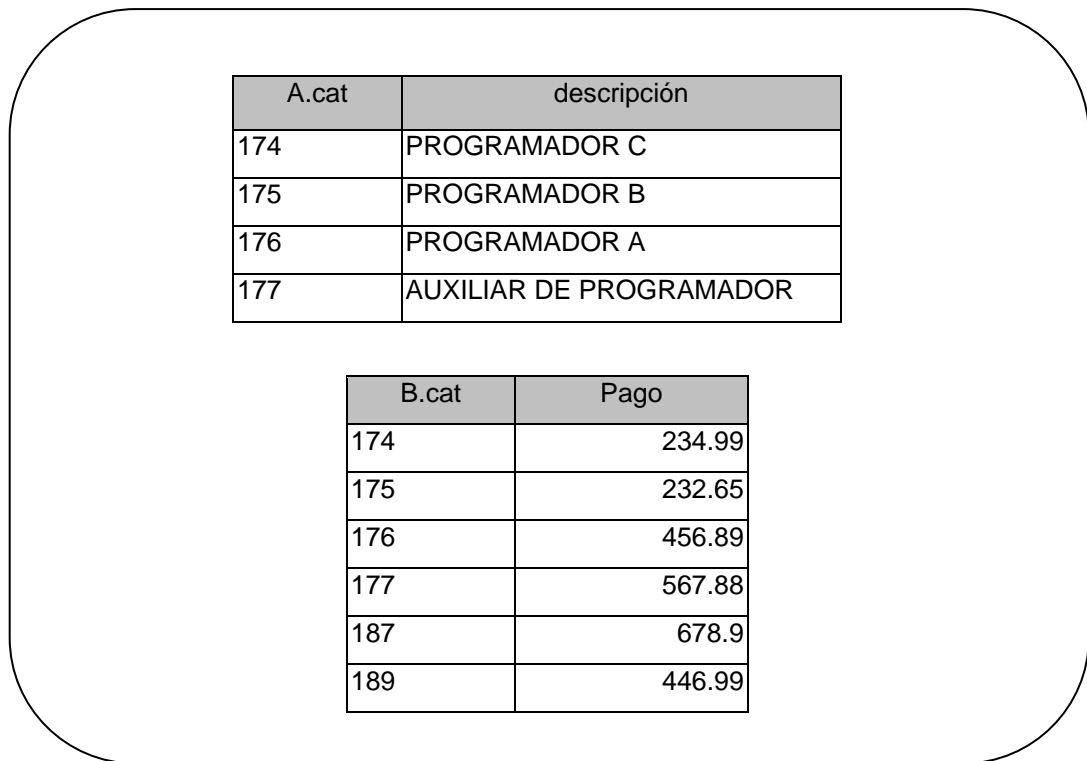 A.cat descripción
174 PROGRAMADOR C
175 PROGRAMADOR B
176 PROGRAMADOR A
177 AUXILIAR DE PROGRAMADOR
B.cat Pago
174 234.99
175 232.65
176 456.89
177 567.88
187 678.9
189 446.99